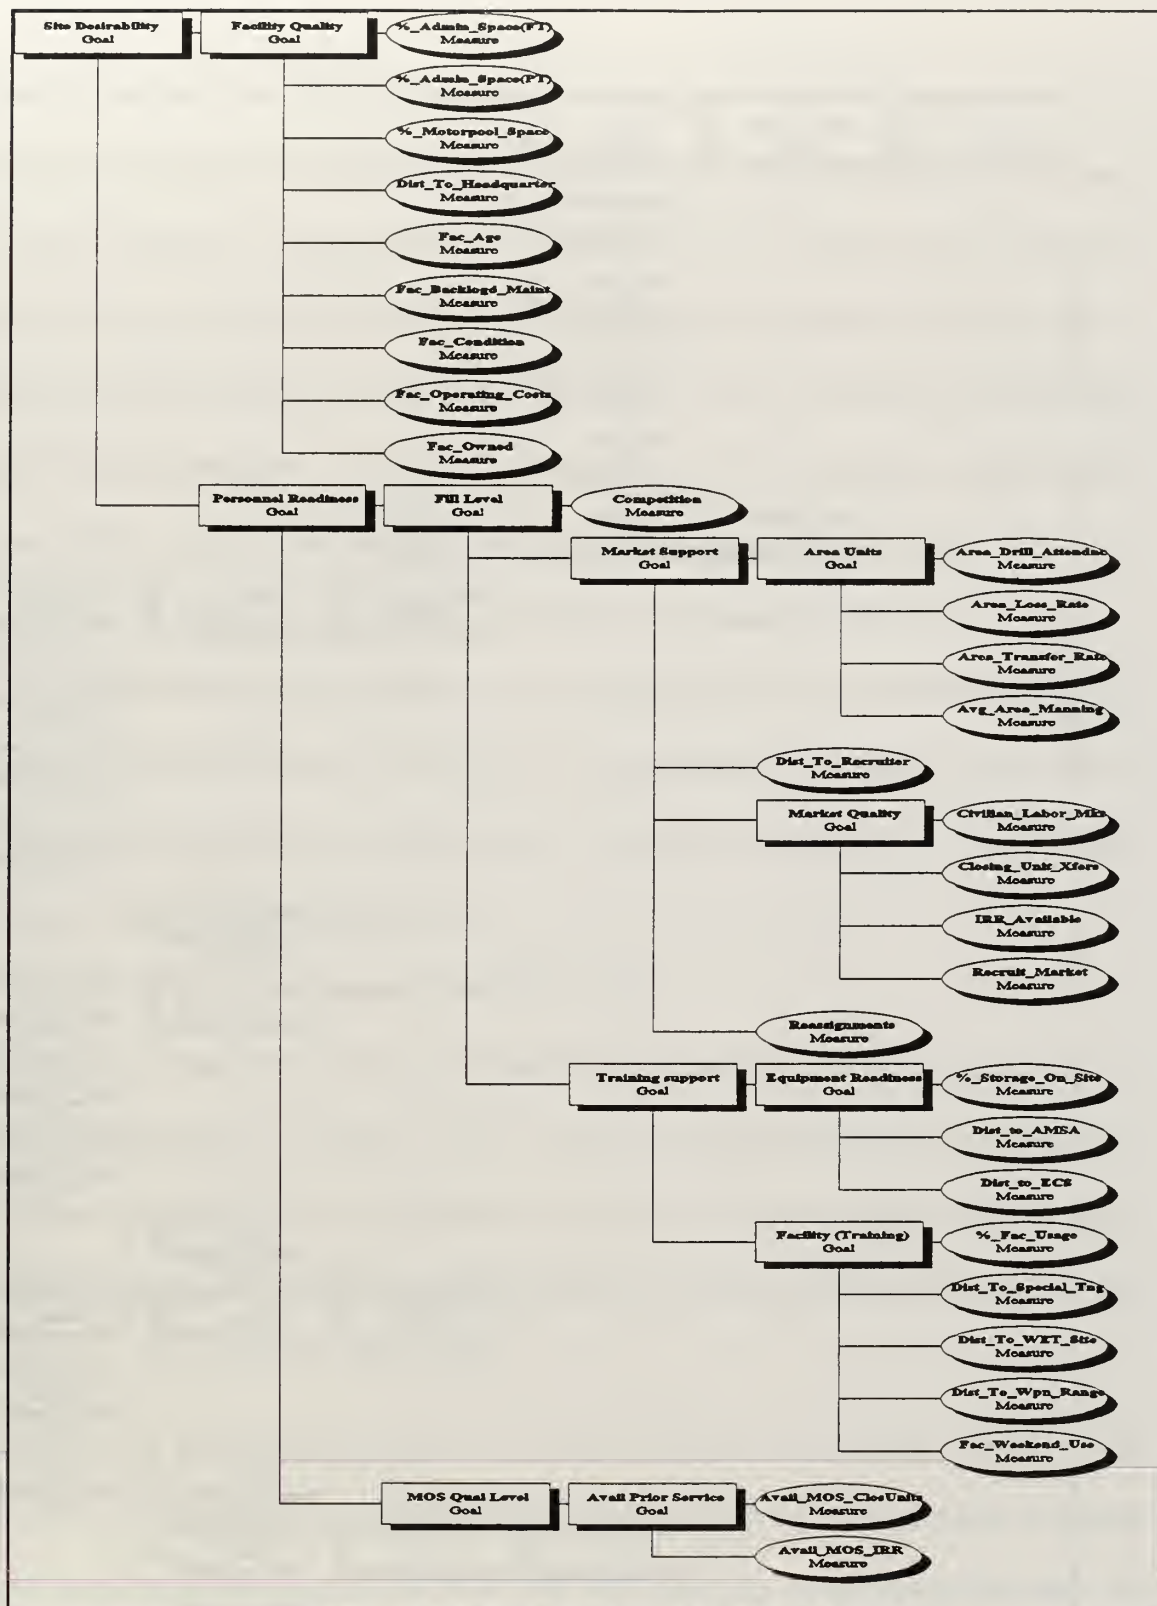 Site Desirability
Goal
Facility Quality
Goal
%_Admin_Space(FT)
Measure
%_Admin_Space(PT)
Measure
%_Motorpool_Space
Measure
Dist_To_Headquarter
Measure
Fac_Age
Measure
Fac_Backlogd_Maint
Measure
Fac_Condition
Measure
Fac_Operating_Costs
Measure
Fac_Owned
Measure
Personnel Readiness
Goal
Fill Level
Goal
Competition
Measure
Market Support
Goal
Area Units
Goal
Area_Drill_Attendnc
Measure
Area_Loss_Rate
Measure
Area_Transfer_Rate
Measure
Avg_Area_Manning
Measure
Dist_To_Recruiter
Measure
Market Quality
Goal
Civilian_Labor_Mkt
Measure
Closing_Unit_Xfers
Measure
IRR_Available
Measure
Recruit_Market
Measure
Reassignments
Measure
Training support
Goal
Equipment Readiness
Goal
%_Storage_On_Site
Measure
Dist_to_AMSA
Measure
Dist_to_ECS
Measure
Facility (Training)
Goal
%_Fac_Usage
Measure
Dist_To_Special_Tng
Measure
Dist_To_WET_Site
Measure
Dist_To_Wpn_Range
Measure
Fac_Weekend_Use
Measure
MOS Qual Level
Goal
Avail Prior Service
Goal
Avail_MOS_ClosUnits
Measure
Avail_MOS_IRR
Measure